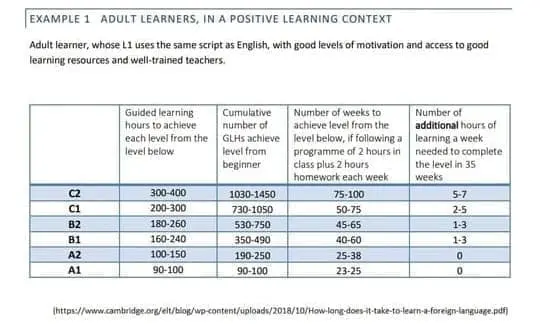 EXAMPLE 1 ADULT LEARNERS, IN A POSITIVE LEARNING CONTEXT
Adult learner, whose L1 uses the same script as English, with good levels of motivation and access to good
learning resources and well-trained teachers.
Guided learning hours to achieve each level from the level below
Cumulative number of GLHs achieve level from beginner
Number of weeks to achieve level from the level below, if following a programme of 2 hours in class plus 2 hours homework each week
Number of additional hours of learning a week needed to complete the level in 35 weeks
C2 300-400 1030-1450 75-100 5-7
C1 200-300 730-1050 50-75 2-5
B2 180-260 530-750 45-65 1-3
B1 160-240 350-490 40-60 1-3
A2 100-150 190-250 25-38 0
A1 90-100 90-100 23-25 0
(https://www.cambridge.org/elt/blog/wp-content/uploads/2018/10/How-long-does-it-take-to-learn-a-foreign-language.pdf)